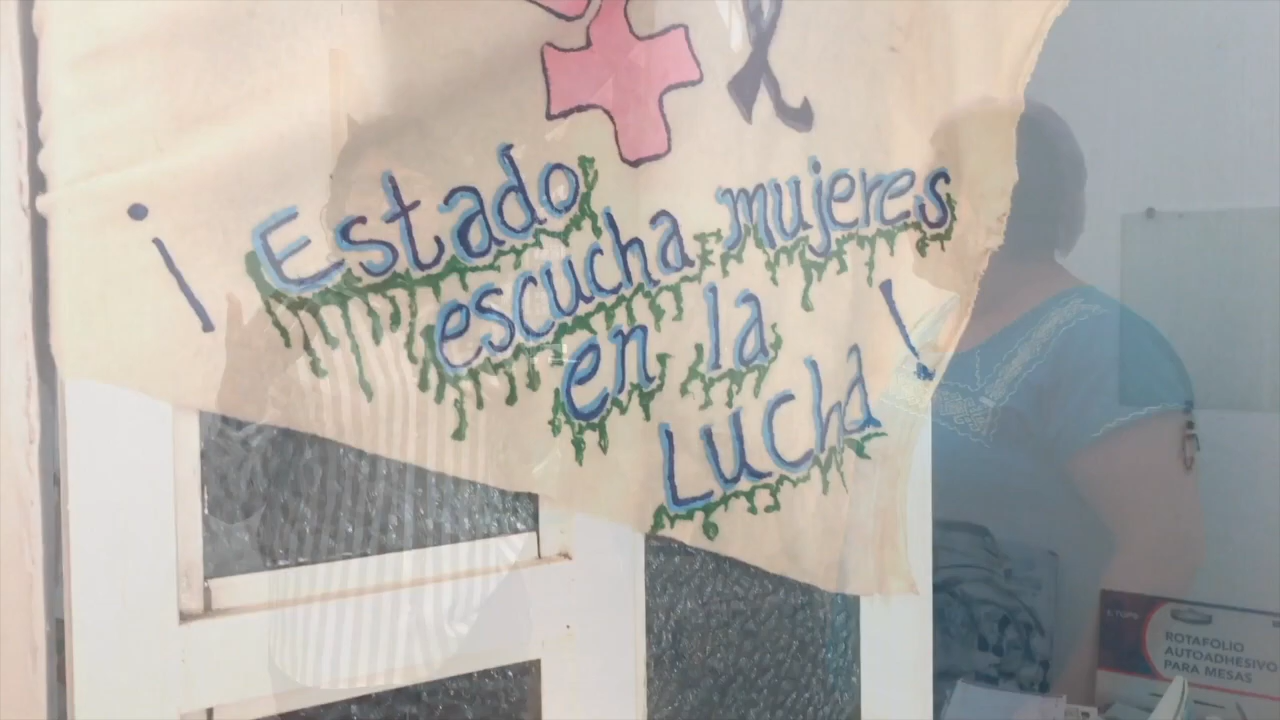 ¡Estado
escucha mujeres
en la
Lucha!
ROTAFOLIO
AUTOADHESIVO
PARA MESAS